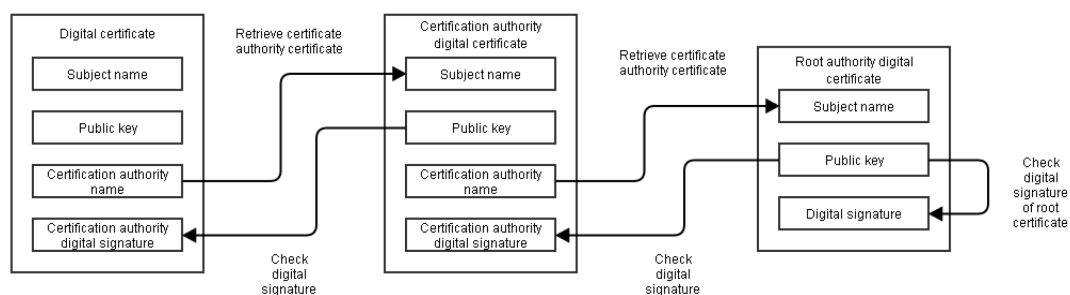 Digital certificate
Subject name
Public key
Certification authority
name
Certification authority
digital signature
Retrieve certificate
authority certificate
Check
digital
signature
Certification authority
digital certificate
Subject name
Public key
Certification authority
name
Certification authority
digital signature
Retrieve certificate
authority certificate
Check
digital
signature
Root authority digital
certificate
Subject name
Public key
Digital signature
Check
digital
signature
of root
certificate